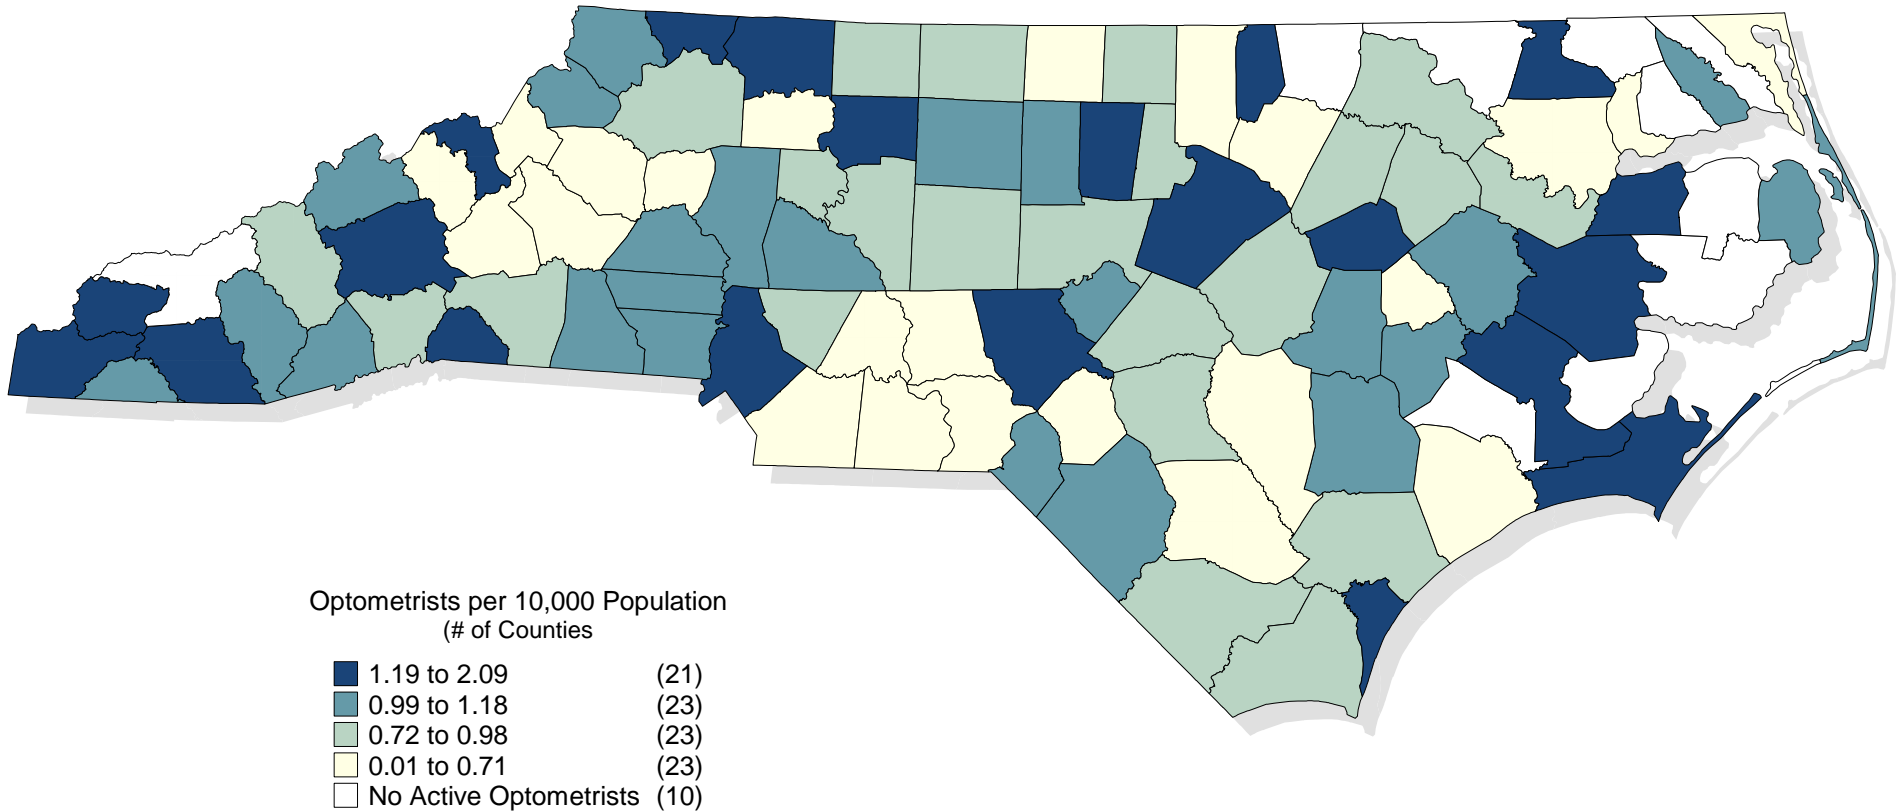 Optometrists per 10,000 Population
(# of Counties
1.19 to 2.09 (21)
0.99 to 1.18 (23)
0.72 to 0.98 (23)
0.01 to 0.71 (23)
No Active Optometrists (10)